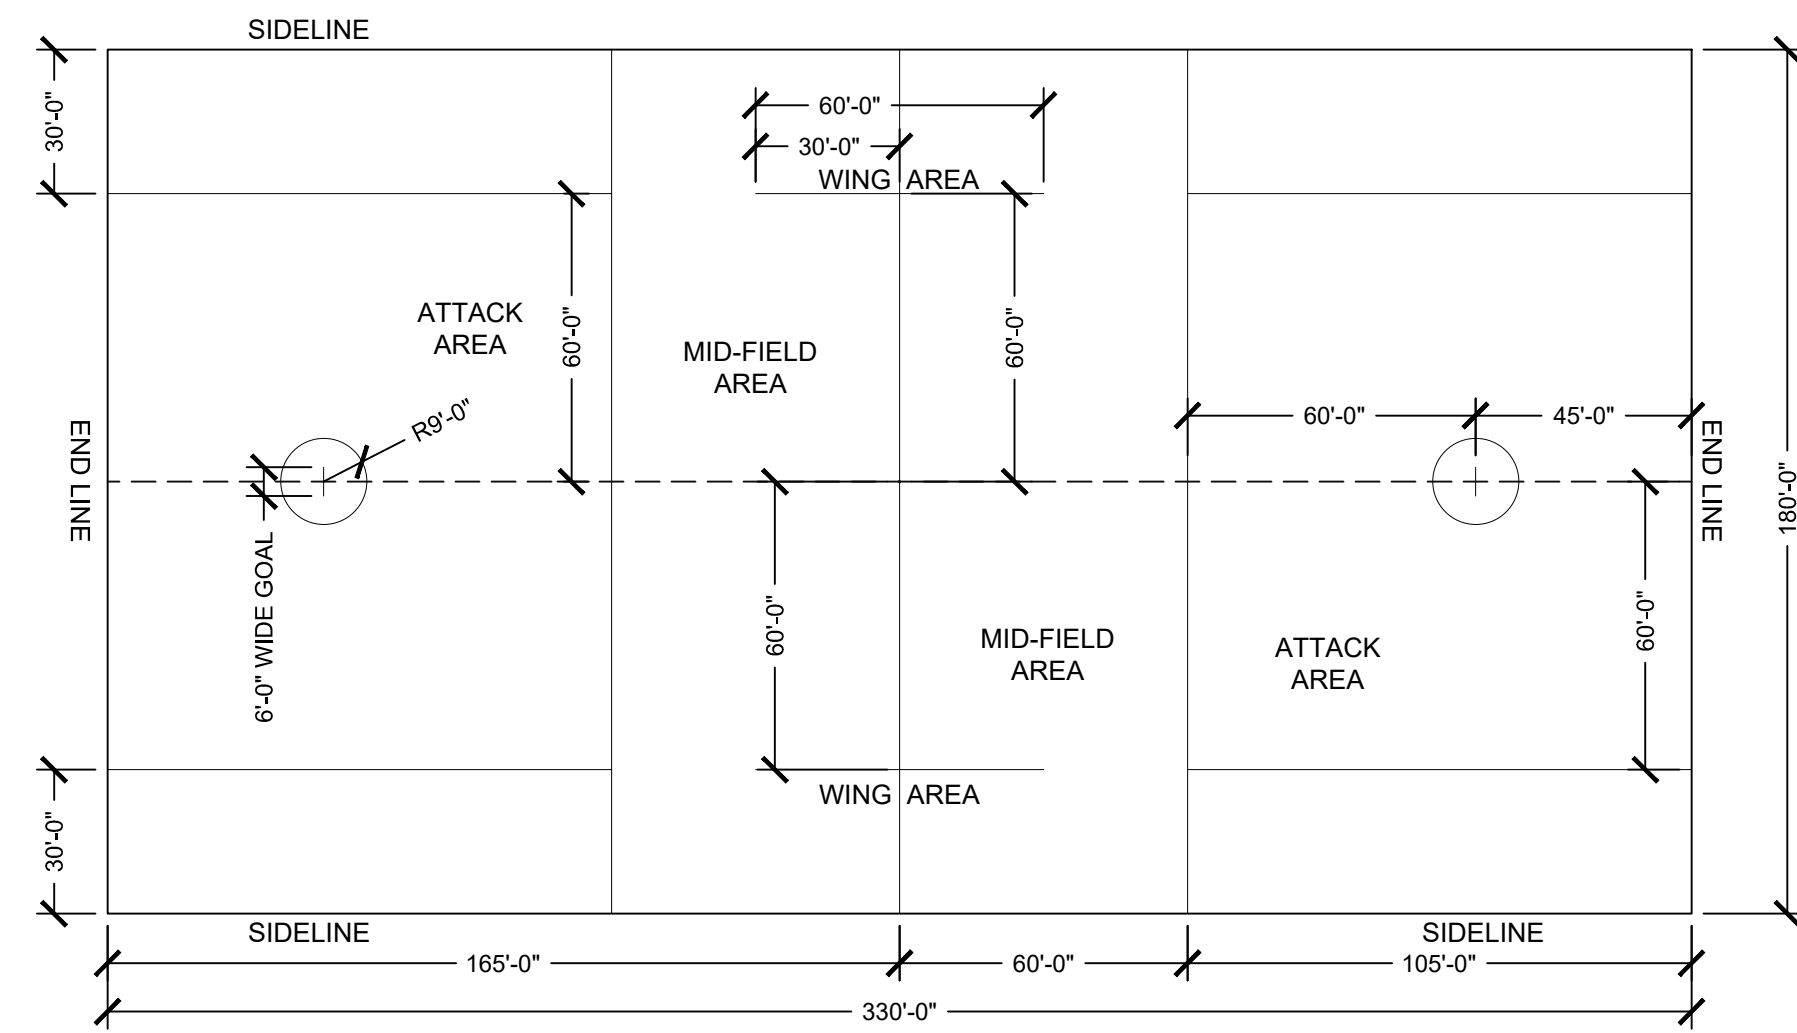 SIDELINE
30'-0"
60'-0"
30'-0"
WING AREA
ATTACK
AREA
60'-0"
MID-FIELD
AREA
60'-0"
R9'-0"
60'-0"
45'-0"
END LINE
END LINE
180'-0"
6'-0" WIDE GOAL
60'-0"
MID-FIELD
AREA
ATTACK
AREA
60'-0"
WING AREA
30'-0"
SIDELINE
SIDELINE
165'-0"
60'-0"
105'-0"
330'-0"